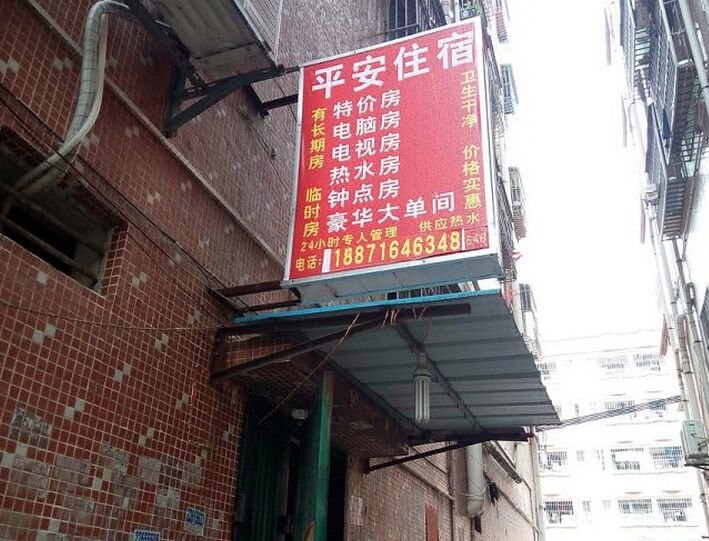 平安住宿
有长期房 临时房
特价房
电脑房
电视房
热水房
钟点房
豪华大单间
卫生干净 价格实惠
24小时专人管理 供应热水
电话:18871646348